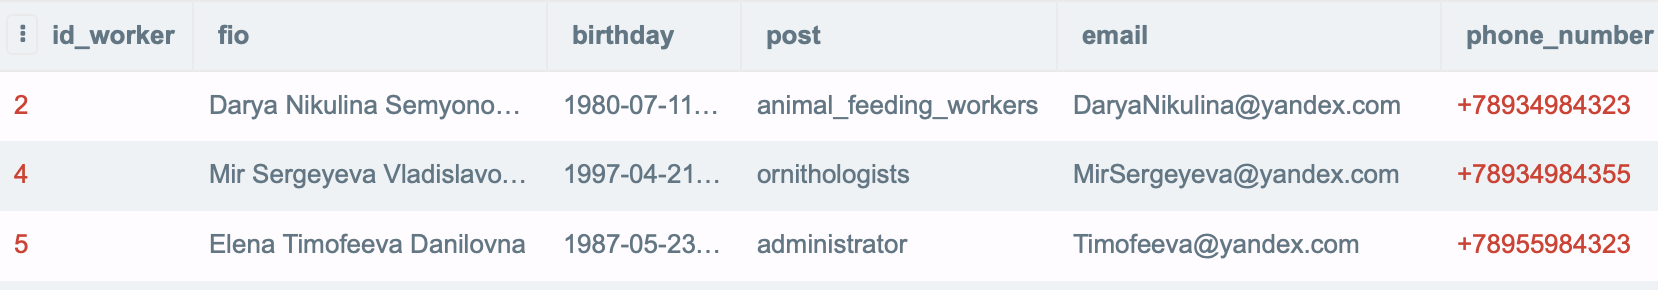 id_worker fio birthday post email phone_number
2 Darya Nikulina Semyono... 1980-07-11... animal_feeding_workers DaryaNikulina@yandex.com +78934984323
4 Mir Sergeyeva Vladislavo... 1997-04-21... ornithologists MirSergeyeva@yandex.com +78934984355
5 Elena Timofeeva Danilovna 1987-05-23... administrator Timofeeva@yandex.com +78955984323